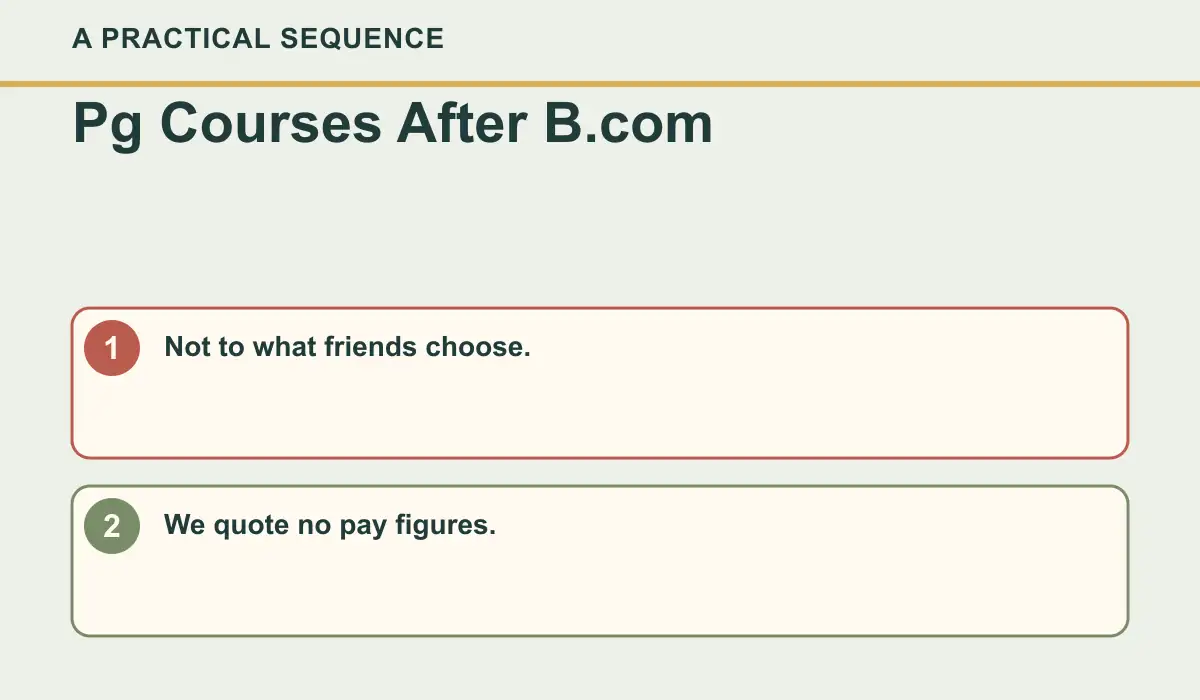 A PRACTICAL SEQUENCE
Pg Courses After B.com
1 Not to what friends choose.
2 We quote no pay figures.